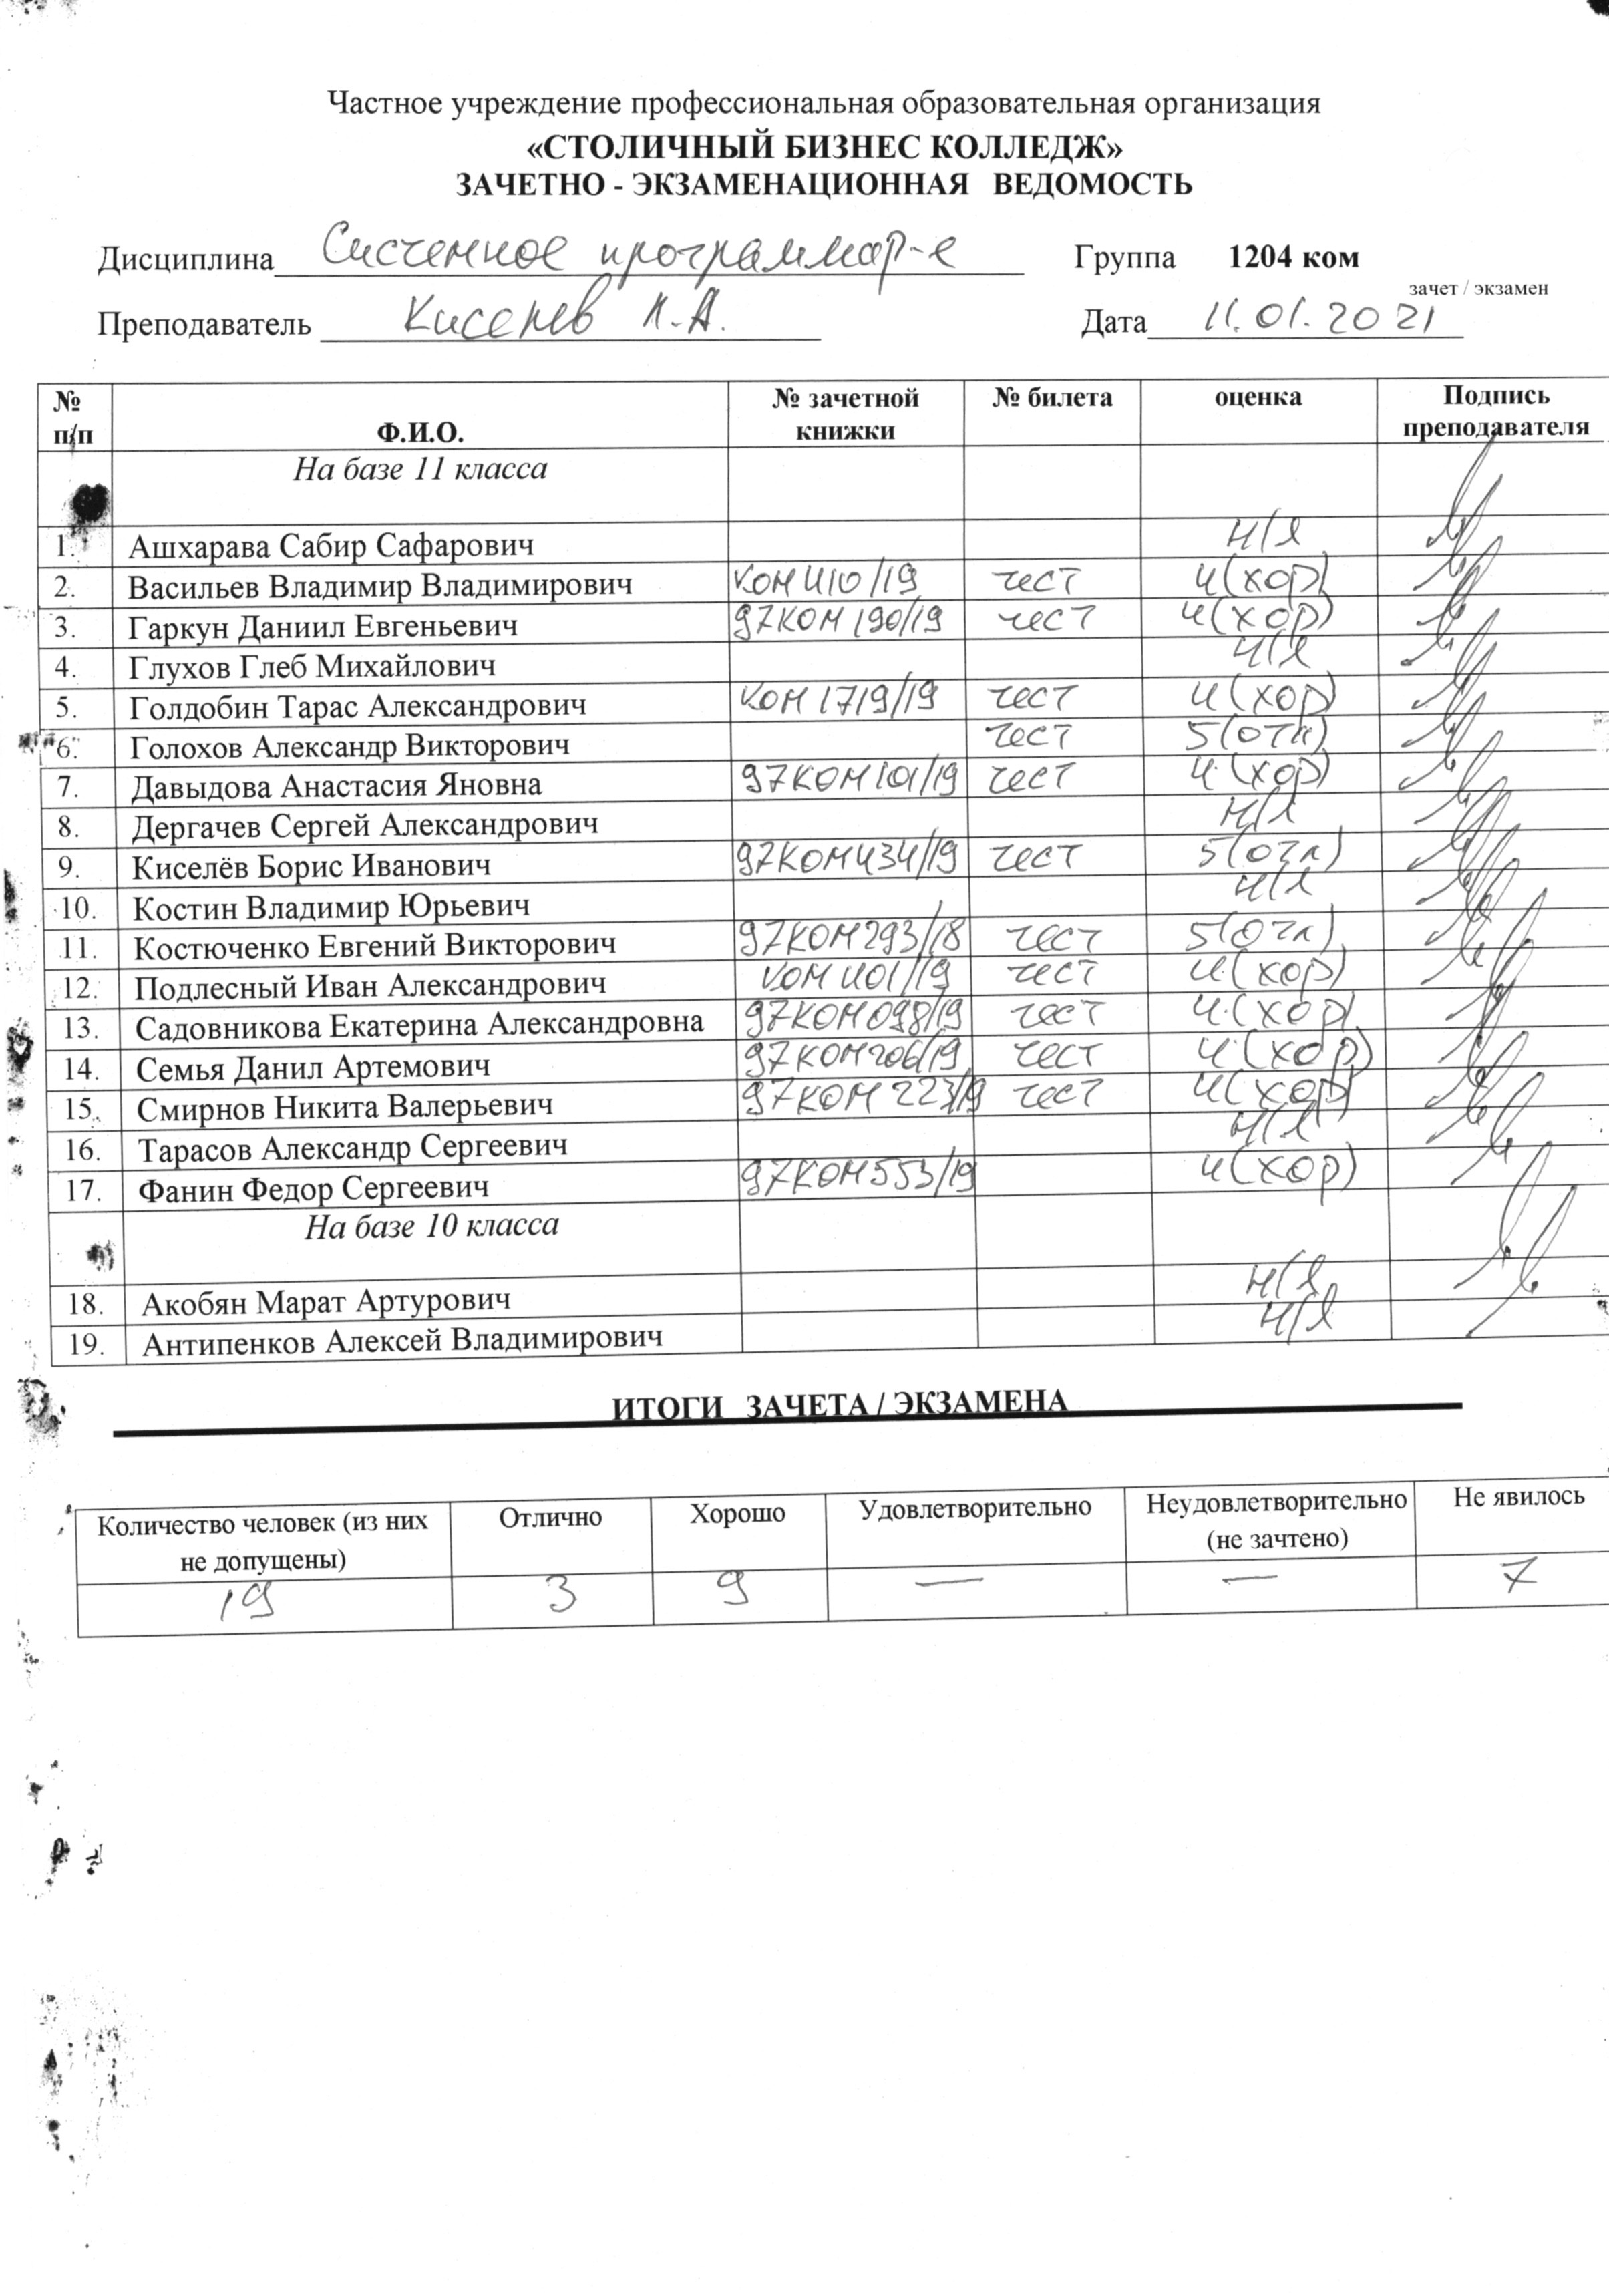 Частное учреждение профессиональная образовательная организация
«СТОЛИЧНЫЙ БИЗНЕС КОЛЛЕДЖ»
ЗАЧЕТНО - ЭКЗАМЕНАЦИОННАЯ ВЕДОМОСТЬ
Дисциплина Системное программир-е Группа 1204 ком
зачет / экзамен
Преподаватель Киселев К.А. Дата 11.01.2021
№ п/п Ф.И.О. № зачетной книжки № билета оценка Подпись преподавателя
На базе 11 класса
1. Ашхарава Сабир Сафарович н/я
2. Васильев Владимир Владимирович КОМ 410/19 тест 4(хор)
3. Гаркун Даниил Евгеньевич 97КОМ 190/19 тест 4(хор)
4. Глухов Глеб Михайлович н/я
5. Голдобин Тарас Александрович КОМ 1719/19 тест 4(хор)
6. Голохов Александр Викторович тест 5(отл)
7. Давыдова Анастасия Яновна 97КОМ101/19 тест 4(хор)
8. Дергачев Сергей Александрович н/я
9. Киселёв Борис Иванович 97КОМ434/19 тест 5(отл)
10. Костин Владимир Юрьевич н/я
11. Костюченко Евгений Викторович 97КОМ293/18 тест 5(отл)
12. Подлесный Иван Александрович КОМ 401/19 тест 4(хор)
13. Садовникова Екатерина Александровна 97КОМ098/19 тест 4(хор)
14. Семья Данил Артемович 97КОМ206/19 тест 4(хор)
15. Смирнов Никита Валерьевич 97КОМ223/19 тест 4(хор)
16. Тарасов Александр Сергеевич н/я
17. Фанин Федор Сергеевич 97КОМ553/19 4(хор)
На базе 10 класса
18. Акобян Марат Артурович н/я
19. Антипенков Алексей Владимирович н/я
ИТОГИ ЗАЧЕТА / ЭКЗАМЕНА
Количество человек (из них не допущены) Отлично Хорошо Удовлетворительно Неудовлетворительно (не зачтено) Не явилось
19 3 9 — — 7